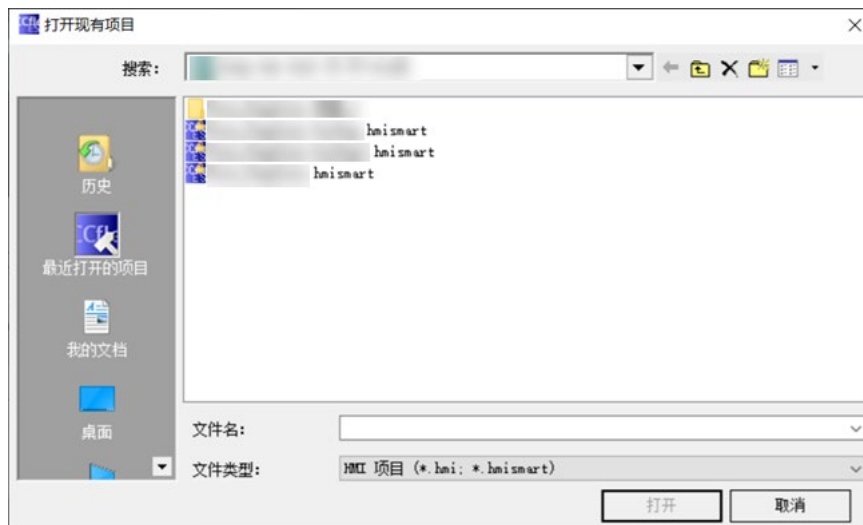 打开现有项目
搜索:
历史
最近打开的项目
我的文档
桌面
hmismart
hmismart
hmismart
文件名:
文件类型: HMI 项目 (*.hmi; *.hmismart)
打开 取消